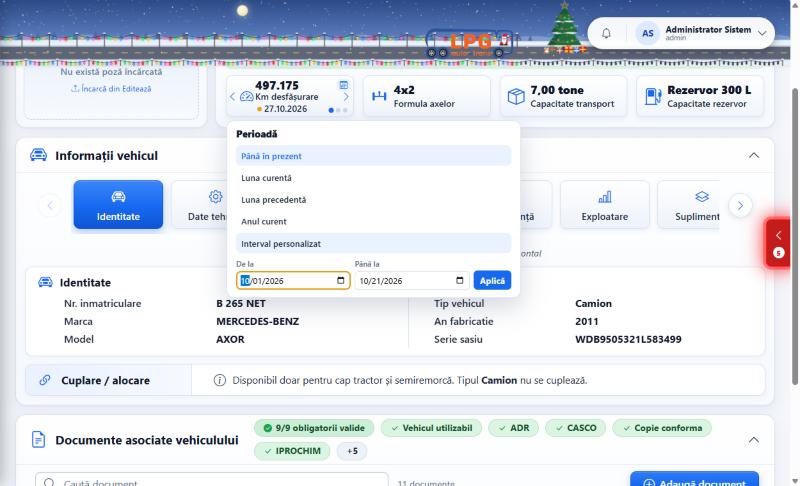 LPG
AS
Administrator Sistem
admin
Nu există poză încărcată
Încarcă din Editează
497.175
Km desfășurare
27.10.2026
4x2
Formula axelor
7,00 tone
Capacitate transport
Rezervor 300 L
Capacitate rezervor
Perioadă
Până în prezent
Luna curentă
Luna precedentă
Anul curent
Interval personalizat
De la
Până la
10/01/2026
10/21/2026
Aplică
Informații vehicul
Identitate
Date teh
Exploatare
Supliment
ontal
5
Identitate
Nr. inmatriculare
B 265 NET
Tip vehicul
Camion
Marca
MERCEDES-BENZ
An fabricatie
2011
Model
AXOR
Serie sasiu
WDB9505321L583499
Cuplare / alocare
Disponibil doar pentru cap tractor și semiremorcă. Tipul Camion nu se cuplează.
Documente asociate vehiculului
9/9 obligatorii valide
Vehicul utilizabil
ADR
CASCO
Copie conforma
IPROCHIM
+5
Caută document
11 documente
Adaugă document